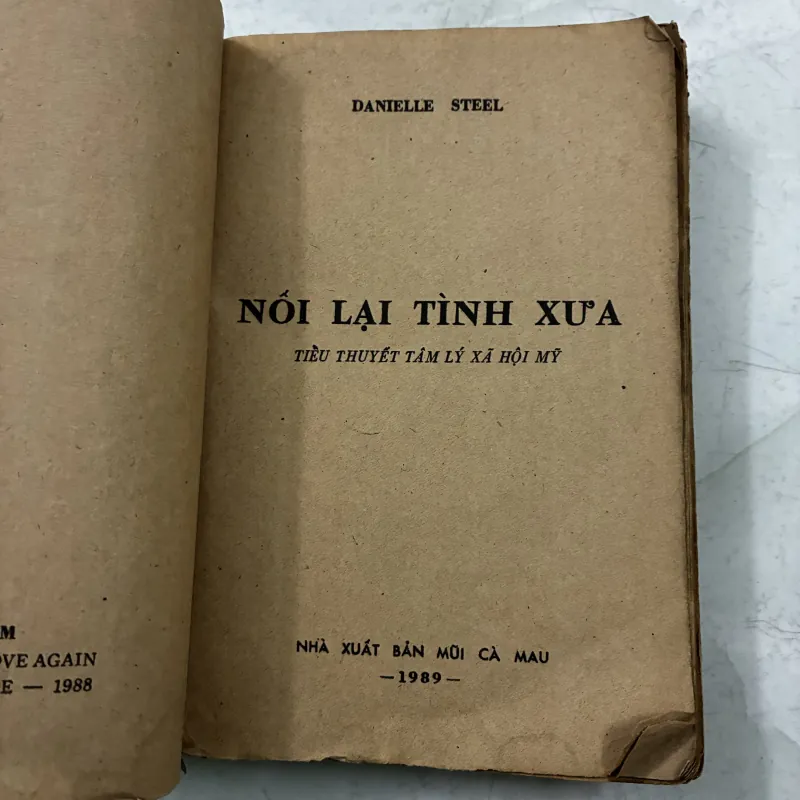 M
OVE AGAIN
E — 1988
DANIELLE STEEL
NỐI LẠI TÌNH XƯA
TIỂU THUYẾT TÂM LÝ XÃ HỘI MỸ
NHÀ XUẤT BẢN MŨI CÀ MAU
—1989—